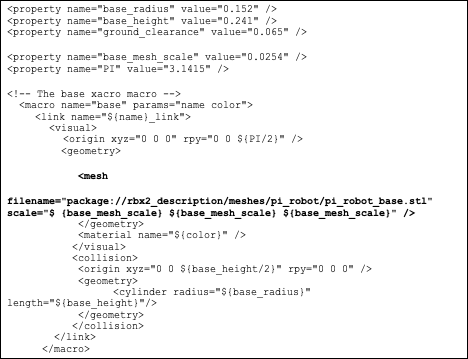 <property name="base_radius" value="0.152" />
<property name="base_height" value="0.241" />
<property name="ground_clearance" value="0.065" />
<property name="base_mesh_scale" value="0.0254" />
<property name="PI" value="3.1415" />
<!-- The base xacro macro -->
<macro name="base" params="name color">
<link name="${name}_link">
<visual>
<origin xyz="0 0 0" rpy="0 0 ${PI/2}" />
<geometry>
<mesh
filename="package://rbx2_description/meshes/pi_robot/pi_robot_base.stl"
scale="$ {base_mesh_scale} ${base_mesh_scale} ${base_mesh_scale}" />
</geometry>
<material name="${color}" />
</visual>
<collision>
<origin xyz="0 0 ${base_height/2}" rpy="0 0 0" />
<geometry>
<cylinder radius="${base_radius}"
length="${base_height}"/>
</geometry>
</collision>
</link>
</macro>